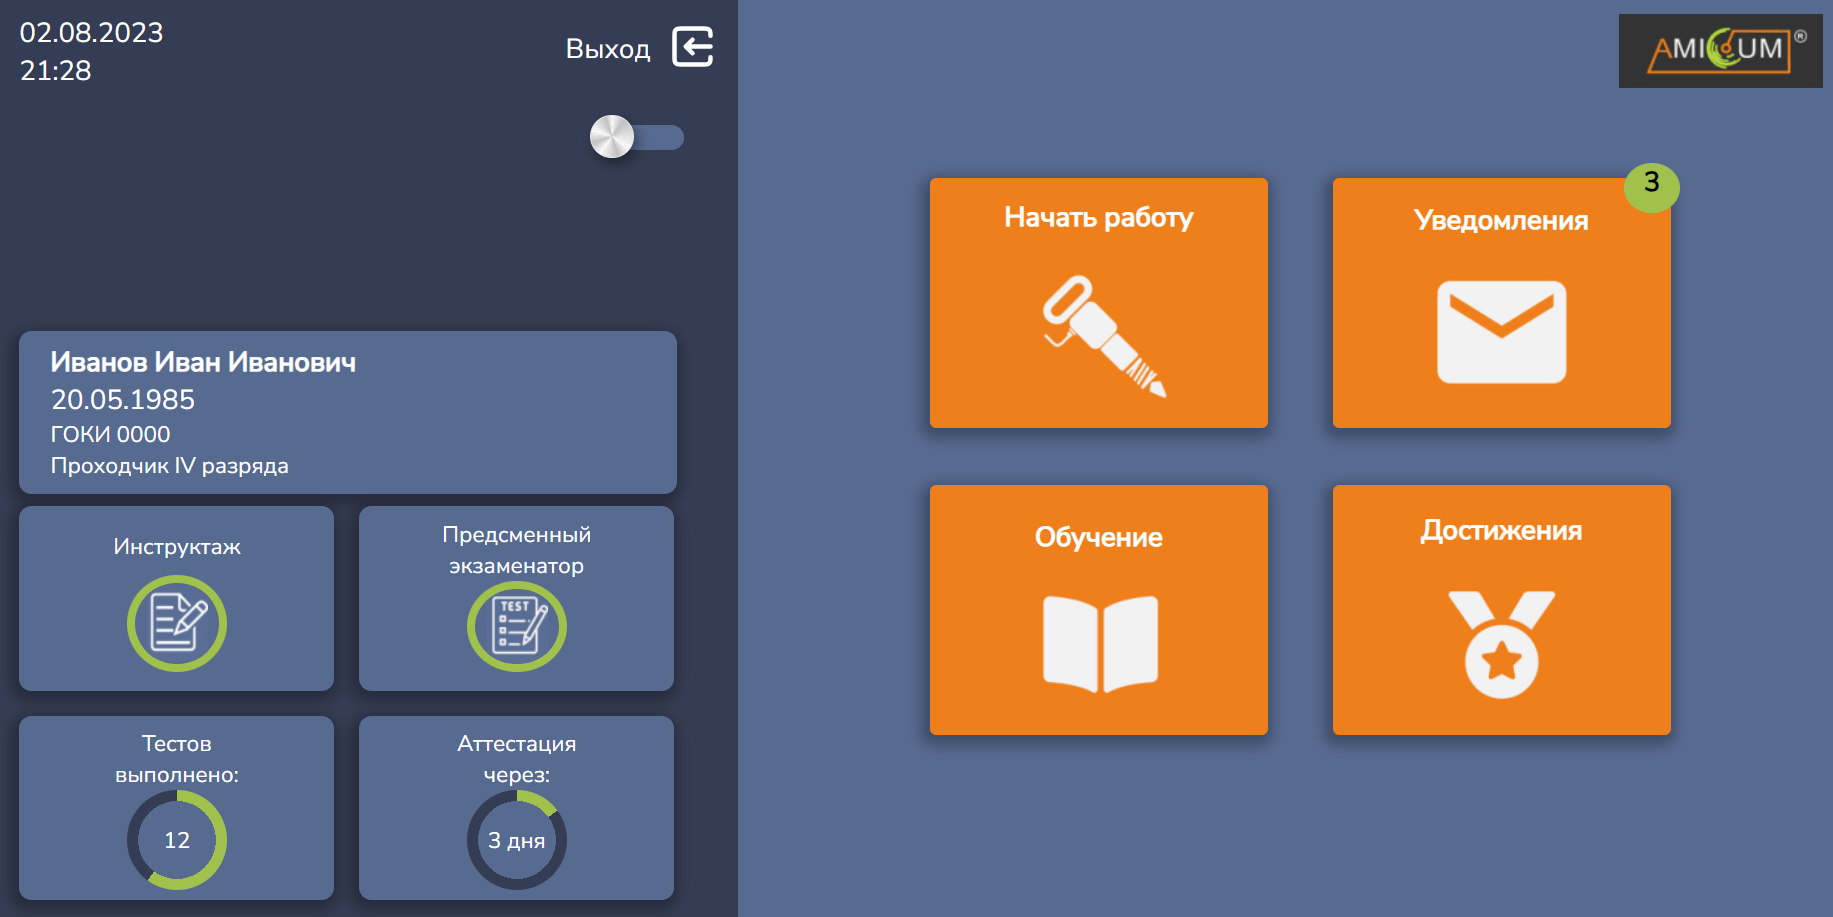 02.08.2023
21:28
Выход
AMICUM®
Иванов Иван Иванович
20.05.1985
ГОКИ 0000
Проходчик IV разряда
Инструктаж
Предсменный
экзаменатор
TEST
Тестов
выполнено:
12
Аттестация
через:
3 дня
Начать работу
Уведомления
3
Обучение
Достижения